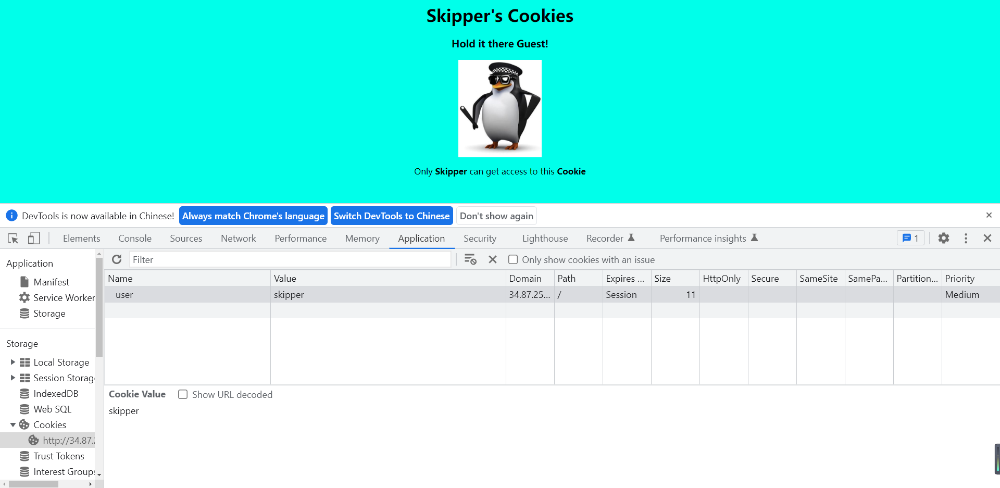 Skipper's Cookies
Hold it there Guest!
Only Skipper can get access to this Cookie
DevTools is now available in Chinese! Always match Chrome's language Switch DevTools to Chinese Don't show again
Elements Console Sources Network Performance Memory Application Security Lighthouse Recorder Performance insights 1
Application
Manifest
Service Worker
Storage
Storage
Local Storage
Session Storag
IndexedDB
Web SQL
Cookies
http://34.87.2
Trust Tokens
Interest Groups
Filter Only show cookies with an issue
Name Value Domain Path Expires ... Size HttpOnly Secure SameSite SamePa... Partition... Priority
user skipper 34.87.25... / Session 11 Medium
Cookie Value Show URL decoded
skipper